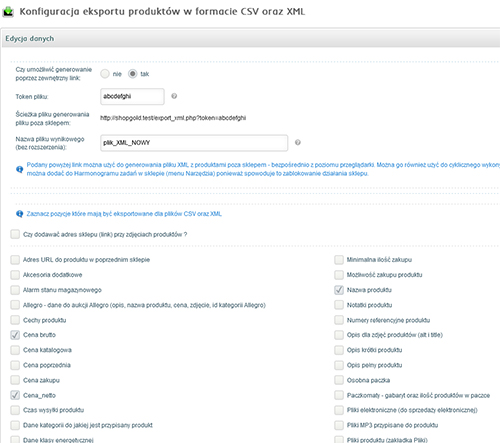 Konfiguracja eksportu produktów w formacie CSV oraz XML
Edycja danych
Czy umożliwić generowanie
poprzez zewnętrzny link:
nie
tak
Token pliku:
abcdefghii
Ścieżka pliku generowania
pliku poza sklepem:
http://shopgold.test/export_xml.php?token=abcdefghii
Nazwa pliku wynikowego
(bez rozszerzenia):
plik_XML_NOWY
Podany powyżej link można użyć do generowania pliku XML z produktami poza sklepem - bezpośrednio z poziomu przeglądarki. Można go również użyć do cyklicznego wykony
można dodać do Harmonogramu zadań w sklepie (menu Narzędzia) ponieważ spowoduje to zablokowanie działania sklepu.
Zaznacz pozycje które mają być eksportowane dla plików CSV oraz XML
Czy dodawać adres sklepu (link) przy zdjęciach produktów ?
Adres URL do produktu w poprzednim sklepie
Akcesoria dodatkowe
Alarm stanu magazynowego
Allegro - dane do aukcji Allegro (opis, nazwa produktu, cena, zdjęcie, id kategorii Allegro)
Cechy produktu
Cena brutto
Cena katalogowa
Cena poprzednia
Cena zakupu
Cena_netto
Czas wysyłki produktu
Dane kategorii do jakiej jest przypisany produkt
Dane klasy energetycznej
Minimalna ilość zakupu
Możliwość zakupu produktu
Nazwa produktu
Notatki produktu
Numery referencyjne produktu
Opis dla zdjęć produktów (alt i title)
Opis krótki produktu
Opis pełny produktu
Osobna paczka
Paczkomaty - gabaryt oraz ilość produktów w paczce
Pliki elektroniczne (do sprzedaży elektronicznej)
Pliki MP3 przypisane do produktu
Pliki produktu (zakładka Pliki)